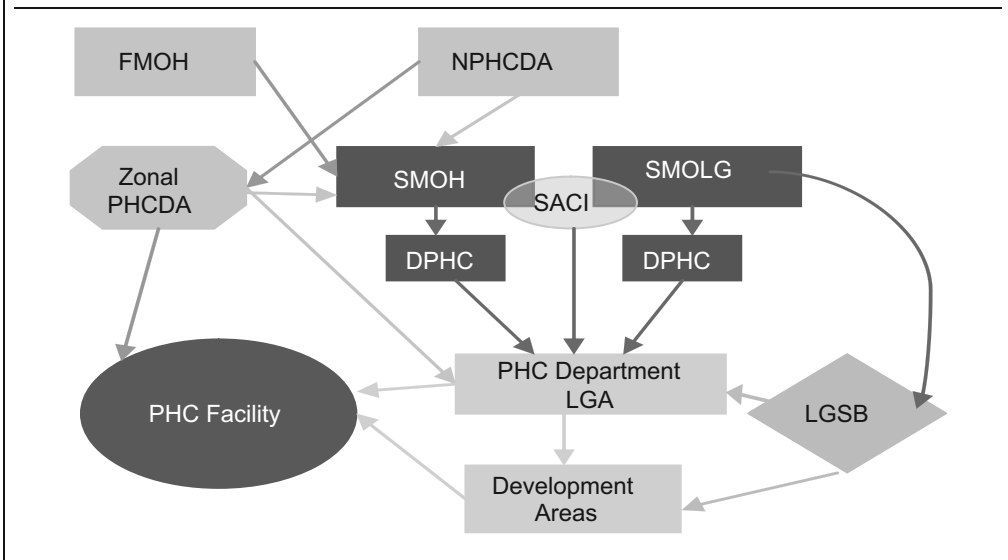 FMOH
NPHCDA
Zonal
PHCDA
SMOH
SACI
SMOLG
DPHC
DPHC
PHC Department
LGA
PHC Facility
LGSB
Development
Areas